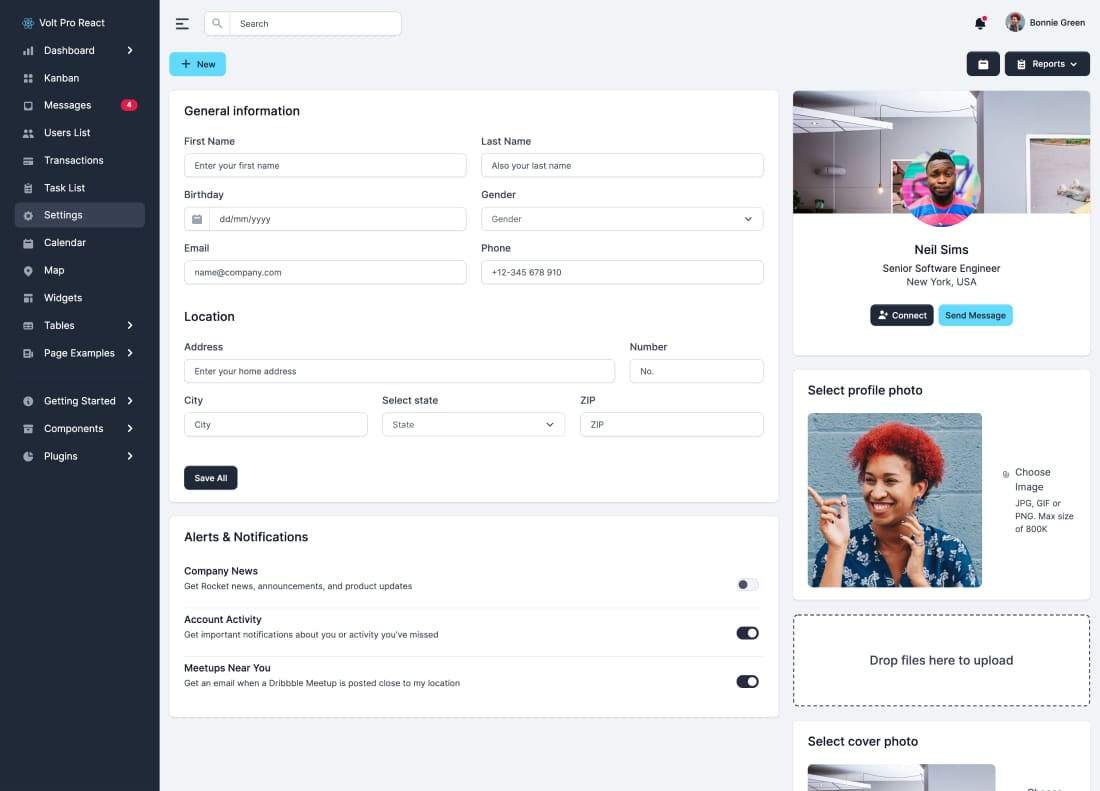 Volt Pro React
Dashboard
Kanban
Messages
4
Users List
Transactions
Task List
Settings
Calendar
Map
Widgets
Tables
Page Examples
Getting Started
Components
Plugins
Search
Bonnie Green
New
Reports
General information
First Name
Last Name
Enter your first name
Also your last name
Birthday
Gender
dd/mm/yyyy
Gender
Email
Phone
name@company.com
+12-345 678 910
Location
Address
Number
Enter your home address
No.
City
Select state
ZIP
City
State
ZIP
Save All
Alerts & Notifications
Company News
Get Rocket news, announcements, and product updates
Account Activity
Get important notifications about you or activity you've missed
Meetups Near You
Get an email when a Dribbble Meetup is posted close to my location
Neil Sims
Senior Software Engineer
New York, USA
Connect
Send Message
Select profile photo
Choose
Image
JPG, GIF or
PNG. Max size
of 800K
Drop files here to upload
Select cover photo
Choose